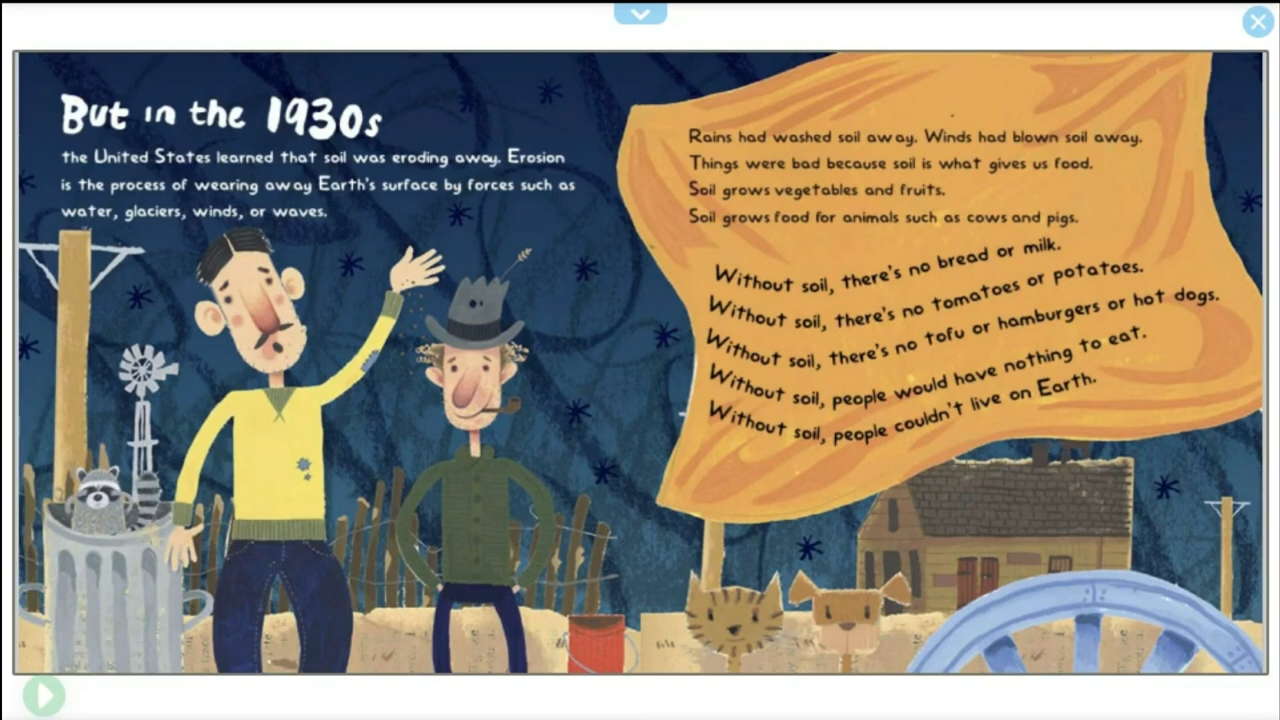 But in the 1930s
the United States learned that soil was eroding away. Erosion
is the process of wearing away Earth's surface by forces such as
water, glaciers, winds, or waves.
Rains had washed soil away. Winds had blown soil away.
Things were bad because soil is what gives us food.
Soil grows vegetables and fruits.
Soil grows food for animals such as cows and pigs.
Without soil, there's no bread or milk.
Without soil, there's no tomatoes or potatoes.
Without soil, there's no tofu or hamburgers or hot dogs.
Without soil, people would have nothing to eat.
Without soil, people couldn't live on Earth.